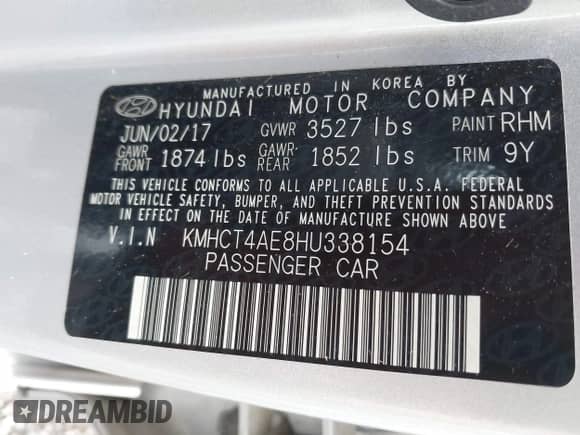 MANUFACTURED IN KOREA BY
HYUNDAI MOTOR COMPANY
JUN/02/17 GVWR 3527 lbs PAINT RHM
GAWR FRONT 1874 lbs GAWR REAR 1852 lbs TRIM 9Y
THIS VEHICLE CONFORMS TO ALL APPLICABLE U.S.A. FEDERAL
MOTOR VEHICLE SAFETY, BUMPER, AND THEFT PREVENTION STANDARDS
IN EFFECT ON THE DATE OF MANUFACTURE SHOWN ABOVE
V.I.N KMHCT4AE8HU338154
PASSENGER CAR
DREAMBID